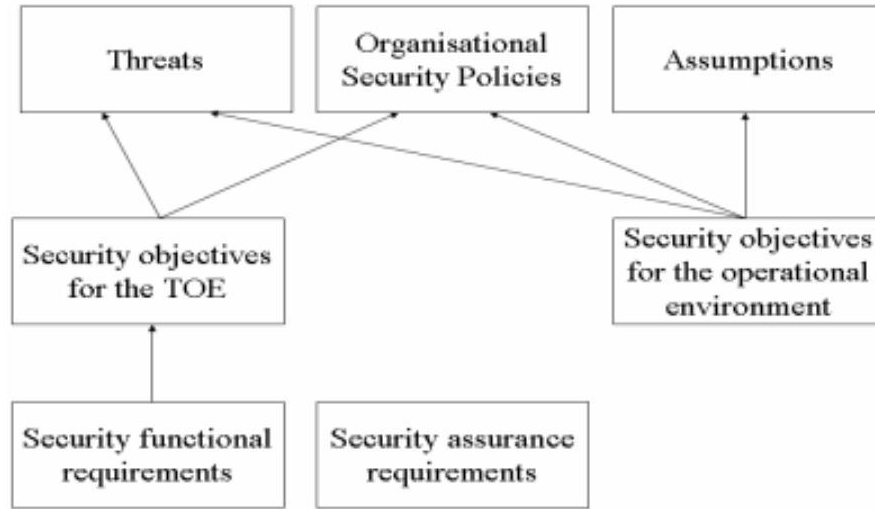 Threats
Organisational
Security Policies
Assumptions
Security objectives
for the TOE
Security objectives
for the operational
environment
Security functional
requirements
Security assurance
requirements